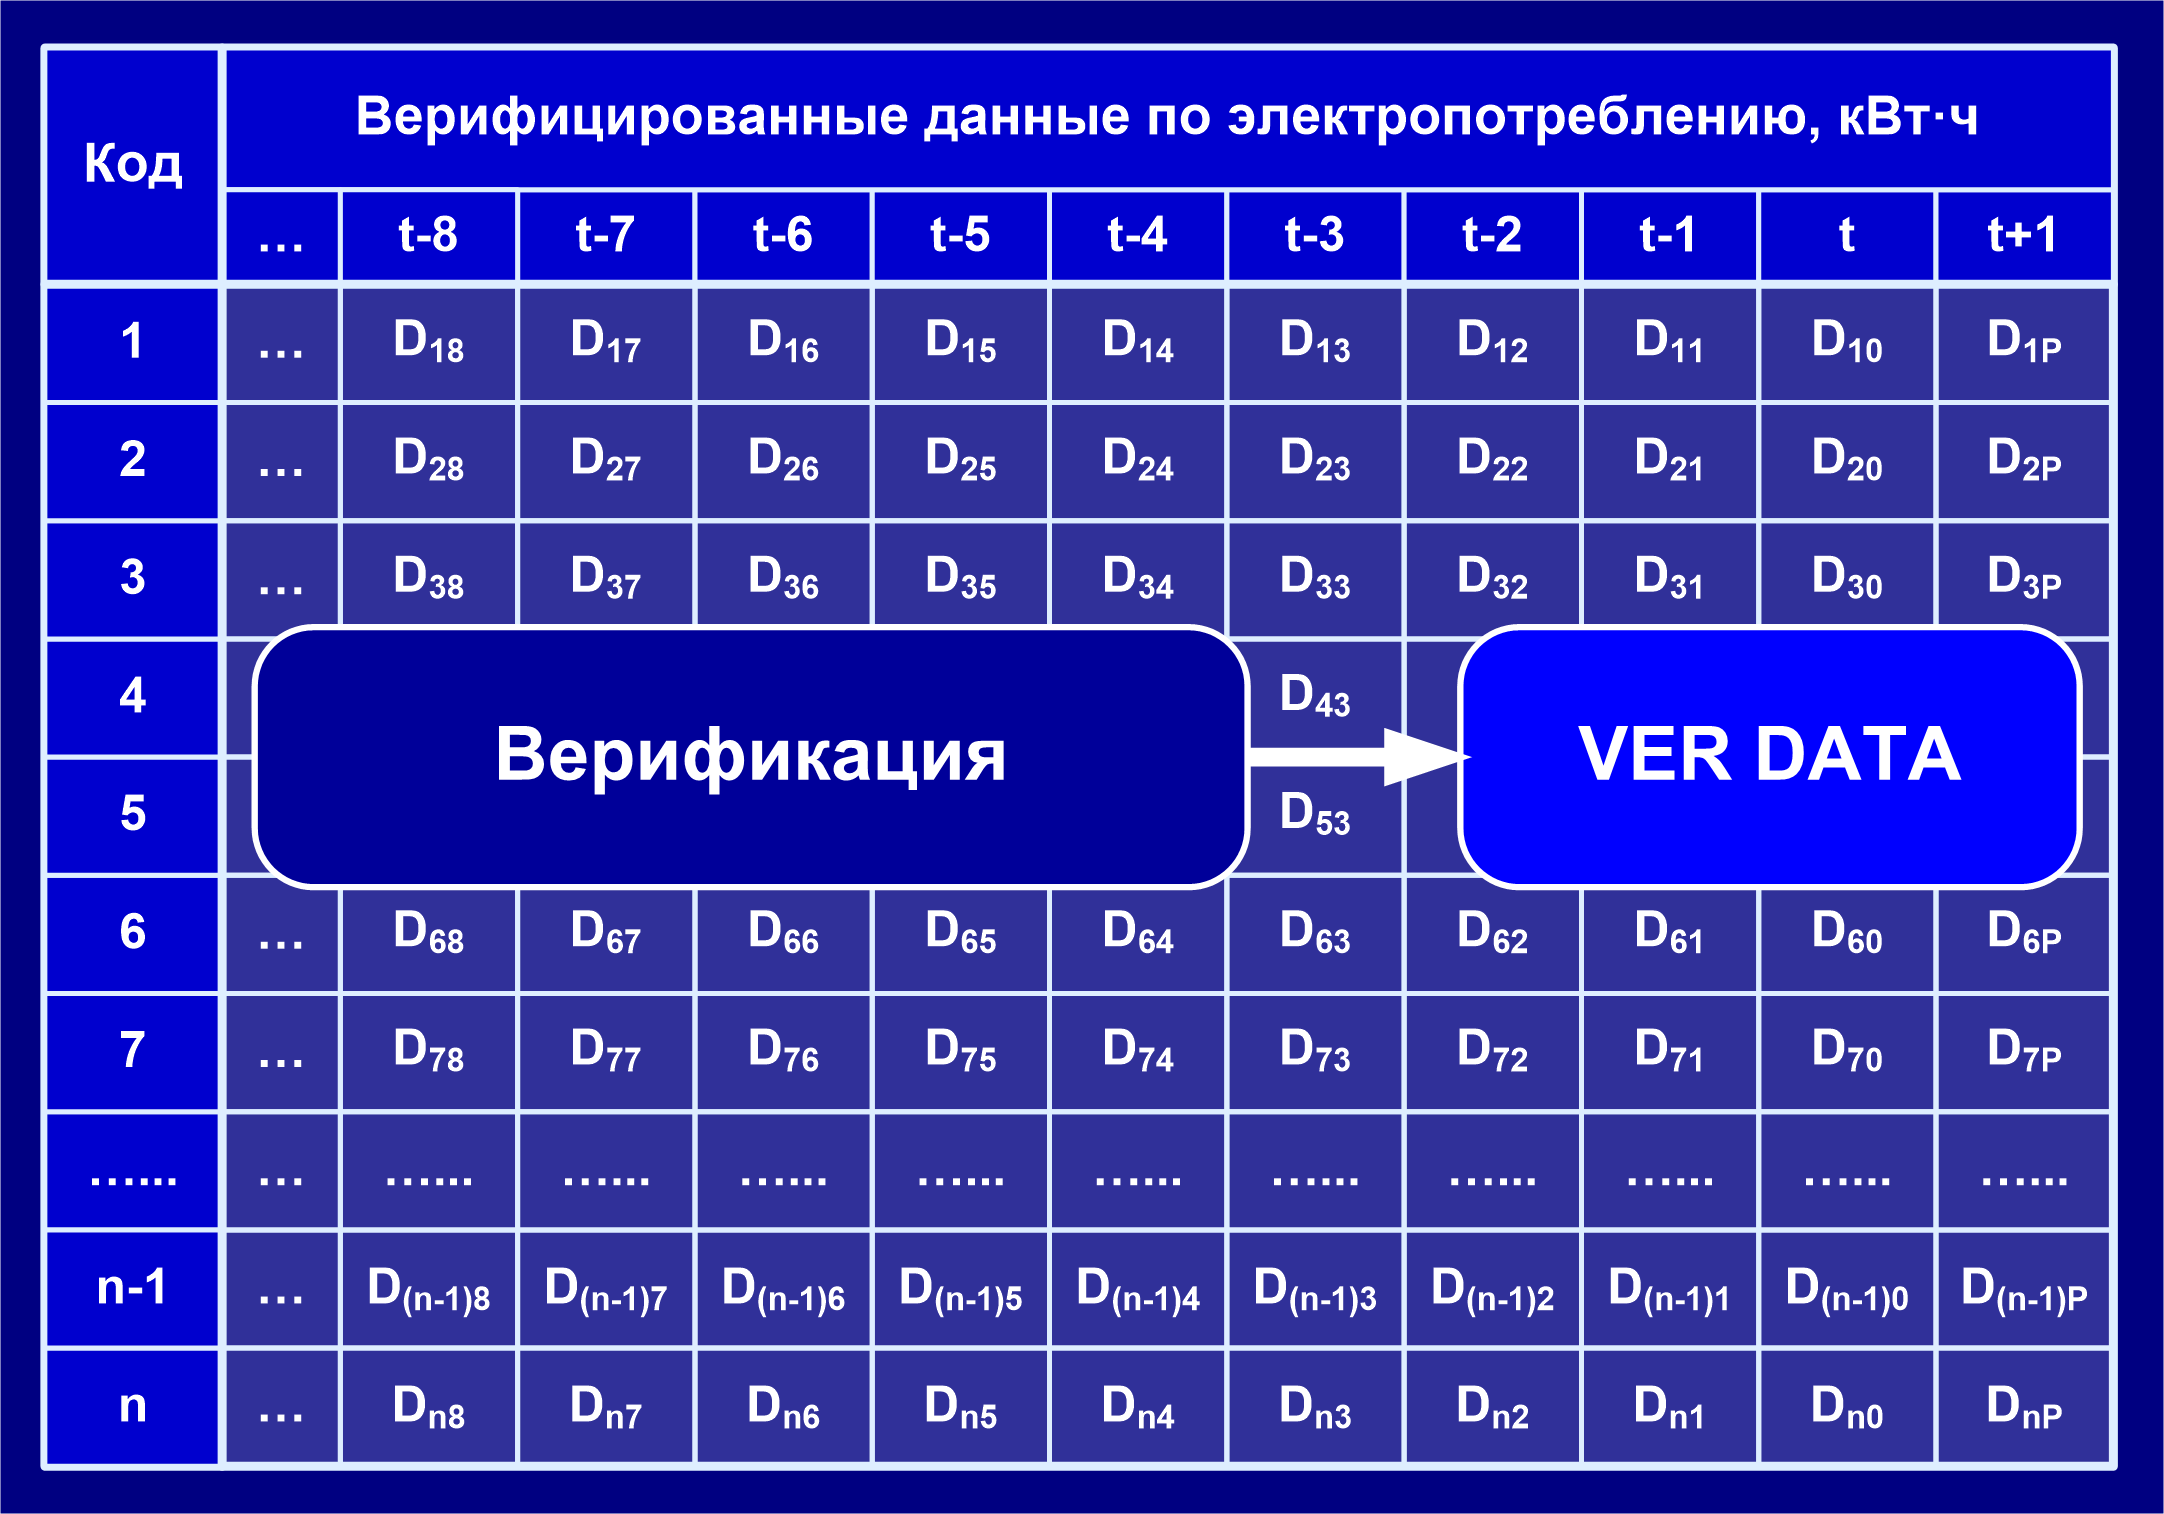 Код
Верифицированные данные по электропотреблению, кВт·ч
… t-8 t-7 t-6 t-5 t-4 t-3 t-2 t-1 t t+1
1 … D18 D17 D16 D15 D14 D13 D12 D11 D10 D1P
2 … D28 D27 D26 D25 D24 D23 D22 D21 D20 D2P
3 … D38 D37 D36 D35 D34 D33 D32 D31 D30 D3P
4 D43
Верификация VER DATA
5 D53
6 … D68 D67 D66 D65 D64 D63 D62 D61 D60 D6P
7 … D78 D77 D76 D75 D74 D73 D72 D71 D70 D7P
…... … …... …... …... …... …... …... …... …... …... …...
n-1 … D(n-1)8 D(n-1)7 D(n-1)6 D(n-1)5 D(n-1)4 D(n-1)3 D(n-1)2 D(n-1)1 D(n-1)0 D(n-1)P
n … Dn8 Dn7 Dn6 Dn5 Dn4 Dn3 Dn2 Dn1 Dn0 DnP